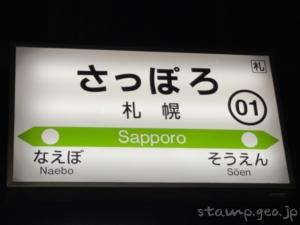 札
さっぽろ
札幌
01
Sapporo
なえぼ そうえん
Naebo Sōen
stamp.geo.jp